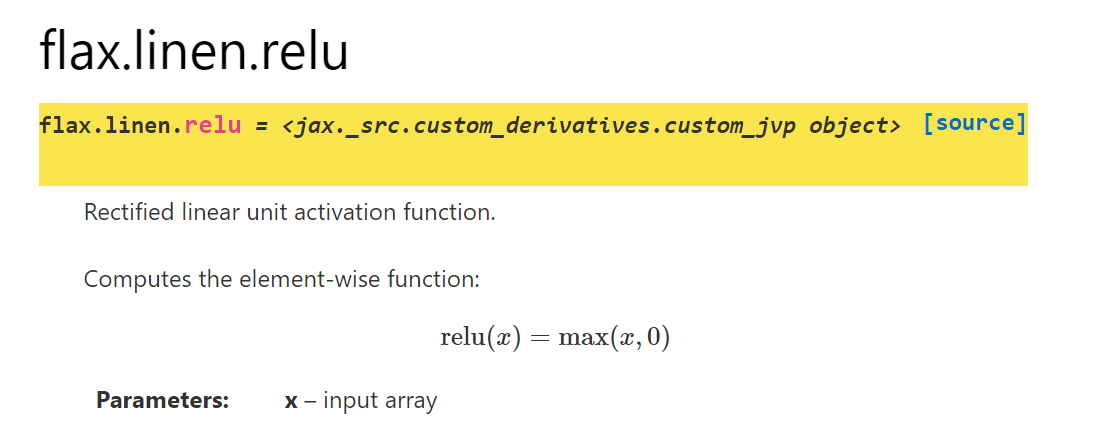 flax.linen.relu
flax.linen.relu = <jax._src.custom_derivatives.custom_jvp object> [source]
Rectified linear unit activation function.
Computes the element-wise function:
relu(x) = max(x, 0)
Parameters: x – input array